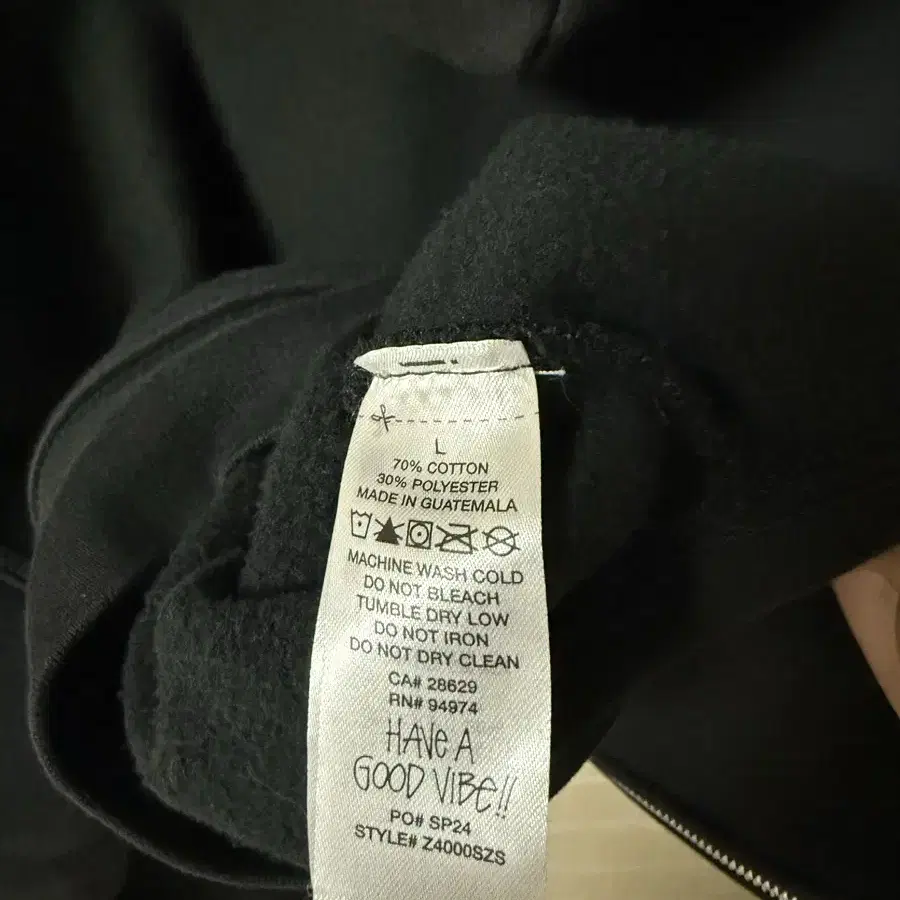 L
70% COTTON
30% POLYESTER
MADE IN GUATEMALA
MACHINE WASH COLD
DO NOT BLEACH
TUMBLE DRY LOW
DO NOT IRON
DO NOT DRY CLEAN
CA# 28629
RN# 94974
HAVE A
GOOD VIBE!!
PO# SP24
STYLE# Z4000SZS